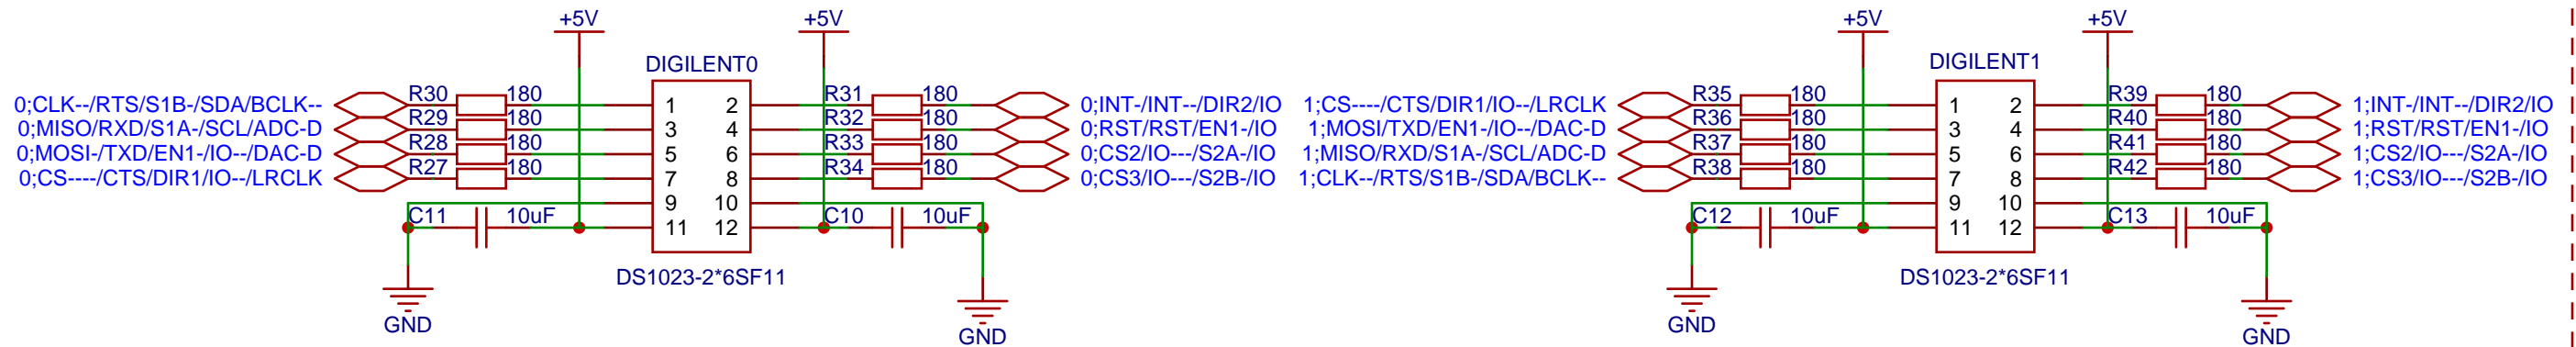 +5V +5V +5V +5V
DIGILENT0 DIGILENT1
0;CLK--/RTS/S1B-/SDA/BCLK-- R30 180 1 2 R31 180 0;INT-/INT--/DIR2/IO
0;MISO/RXD/S1A-/SCL/ADC-D R29 180 3 4 R32 180 0;RST/RST/EN1-/IO
0;MOSI-/TXD/EN1-/IO--/DAC-D R28 180 5 6 R33 180 0;CS2/IO---/S2A-/IO
0;CS----/CTS/DIR1/IO--/LRCLK R27 180 7 8 R34 180 0;CS3/IO---/S2B-/IO
9 10
C11 10uF 11 12 C10 10uF
DS1023-2*6SF11
GND GND
1;CS----/CTS/DIR1/IO--/LRCLK R35 180 1 2 R39 180 1;INT-/INT--/DIR2/IO
1;MOSI/TXD/EN1-/IO--/DAC-D R36 180 3 4 R40 180 1;RST/RST/EN1-/IO
1;MISO/RXD/S1A-/SCL/ADC-D R37 180 5 6 R41 180 1;CS2/IO---/S2A-/IO
1;CLK--/RTS/S1B-/SDA/BCLK-- R38 180 7 8 R42 180 1;CS3/IO---/S2B-/IO
9 10
C12 10uF 11 12 C13 10uF
DS1023-2*6SF11
GND GND